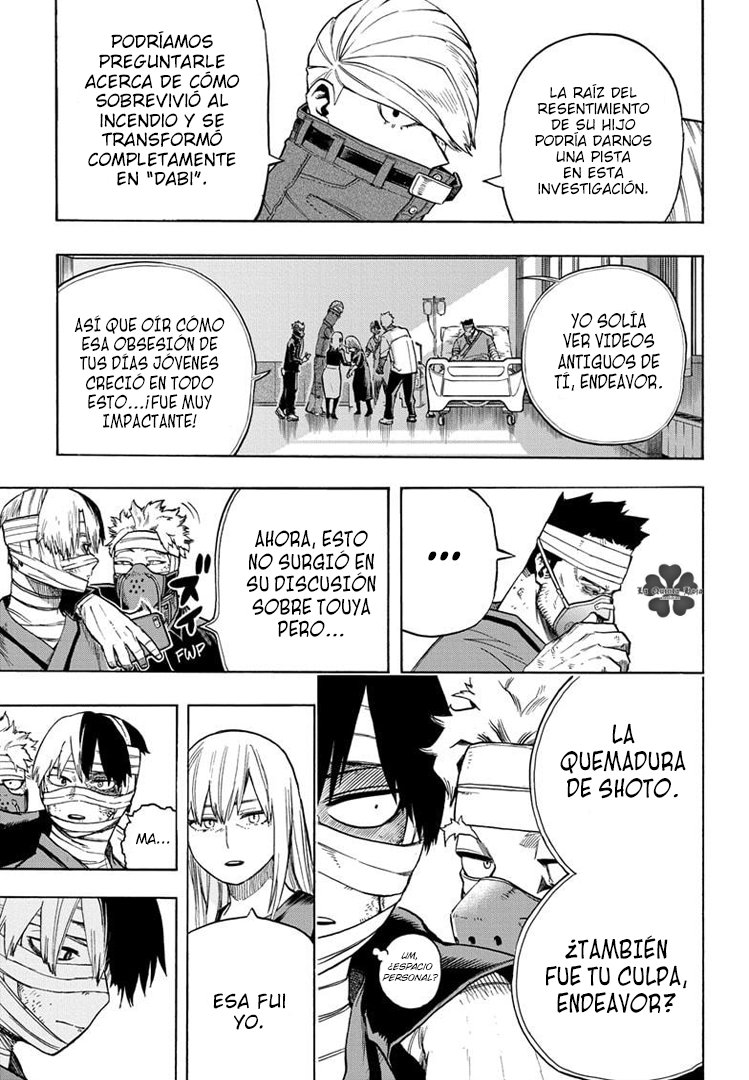 LA RAÍZ DEL
RESENTIMIENTO
DE SU HIJO
PODRÍA DARNOS
UNA PISTA
EN ESTA
INVESTIGACIÓN.
PODRÍAMOS
PREGUNTARLE
ACERCA DE CÓMO
SOBREVIVIÓ AL
INCENDIO Y SE
TRANSFORMÓ
COMPLETAMENTE
EN "DABI".
YO SOLÍA
VER VIDEOS
ANTIGUOS DE
TÍ, ENDEAVOR.
ASÍ QUE OÍR CÓMO
ESA OBSESIÓN DE
TUS DÍAS JÓVENES
CRECIÓ EN TODO
ESTO...¡FUE MUY
IMPACTANTE!
...
AHORA, ESTO
NO SURGIÓ EN
SU DISCUSIÓN
SOBRE TOUYA
PERO...
ズイ
FWP
LA
QUEMADURA
DE SHOTO.
¿TAMBIÉN
FUE TU CULPA,
ENDEAVOR?
UM,
¿ESPACIO
PERSONAL?
MA...
ESA FUI
YO.